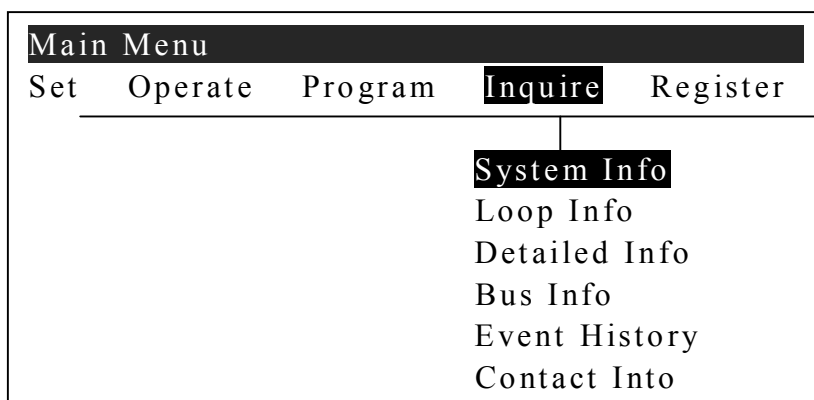 Main Menu
Set Operate Program Inquire Register
System Info
Loop Info
Detailed Info
Bus Info
Event History
Contact Into